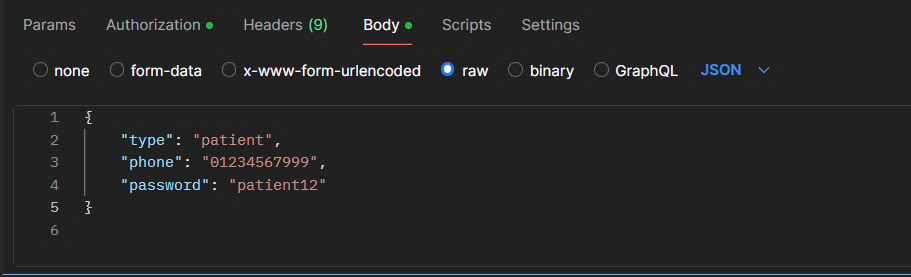 Params Authorization Headers (9) Body Scripts Settings
none form-data x-www-form-urlencoded raw binary GraphQL JSON
1 {
2 "type": "patient",
3 "phone": "01234567999",
4 "password": "patient12"
5 }
6